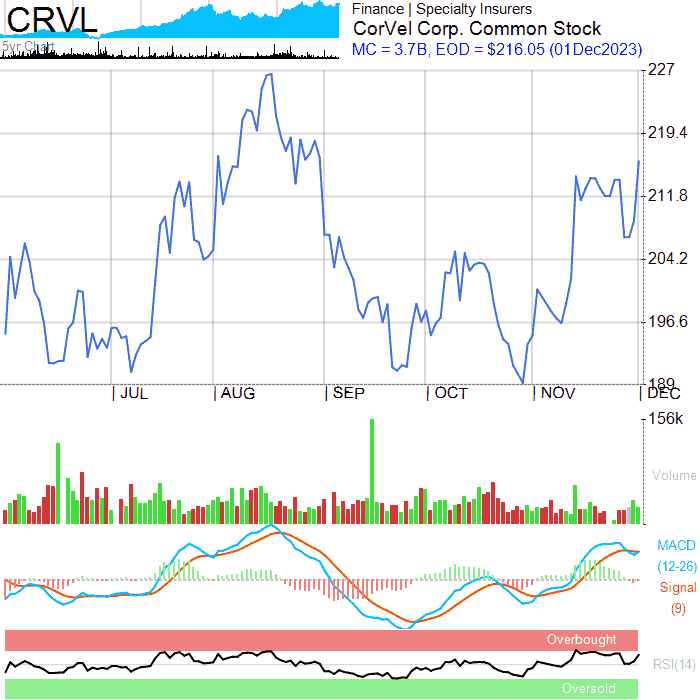 CRVL
5yr Chart
Finance | Specialty Insurers
CorVel Corp. Common Stock
MC = 3.7B, EOD = $216.05 (01Dec2023)
227
219.4
211.8
204.2
196.6
189
JUL AUG SEP OCT NOV DEC
156k
Volume
MACD
(12-26)
Signal
(9)
Overbought
RSI(14)
Oversold